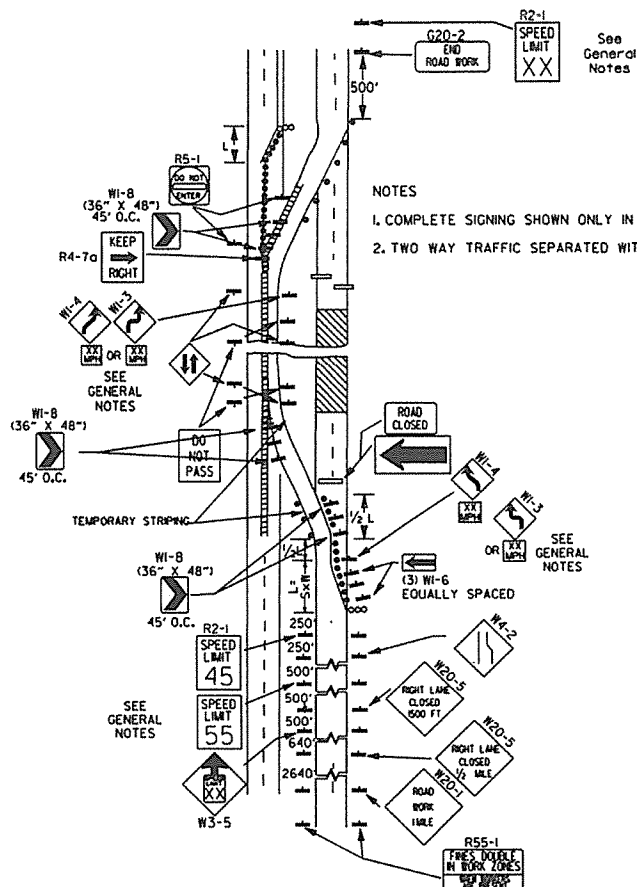 R2-1
SPEED
LIMIT
XX
See
General
Notes
G20-2
END
ROAD WORK
500'
L
R5-1
DO NOT
ENTER
W1-8
(36" X 48")
45' O.C.
KEEP
RIGHT
R4-7a
NOTES
1. COMPLETE SIGNING SHOWN ONLY IN
2. TWO WAY TRAFFIC SEPARATED WIT
W1-4
W1-3
XX
MPH
OR
XX
MPH
SEE
GENERAL
NOTES
W1-8
(36" X 48")
45' O.C.
DO
NOT
PASS
ROAD
CLOSED
TEMPORARY STRIPING
W1-4
XX
MPH
W1-3
OR
XX
MPH
SEE
GENERAL
NOTES
1/2 L
1/2 L
L=
SxW
W1-8
(36" X 48")
45' O.C.
(3) W1-6
EQUALLY SPACED
R2-1
SPEED
LIMIT
45
250'
250'
500'
500'
500'
640'
2640'
W4-2
SEE
GENERAL
NOTES
SPEED
LIMIT
55
W20-5
RIGHT LANE
CLOSED
1500 FT
W20-5
RIGHT LANE
CLOSED
1/2
MILE
XX
W3-5
W20-1
ROAD
WORK
1 MILE
R55-1
FINES DOUBLE
IN WORK ZONES